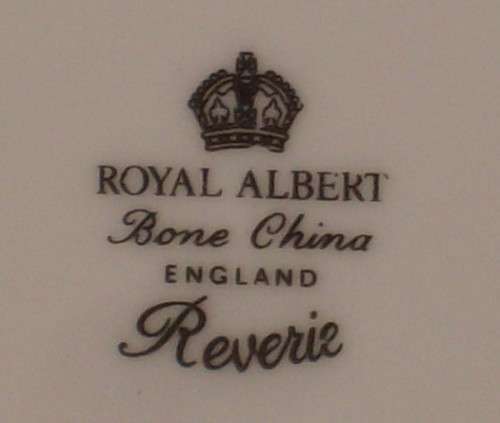 ROYAL ALBERT
Bone China
ENGLAND
Reverie